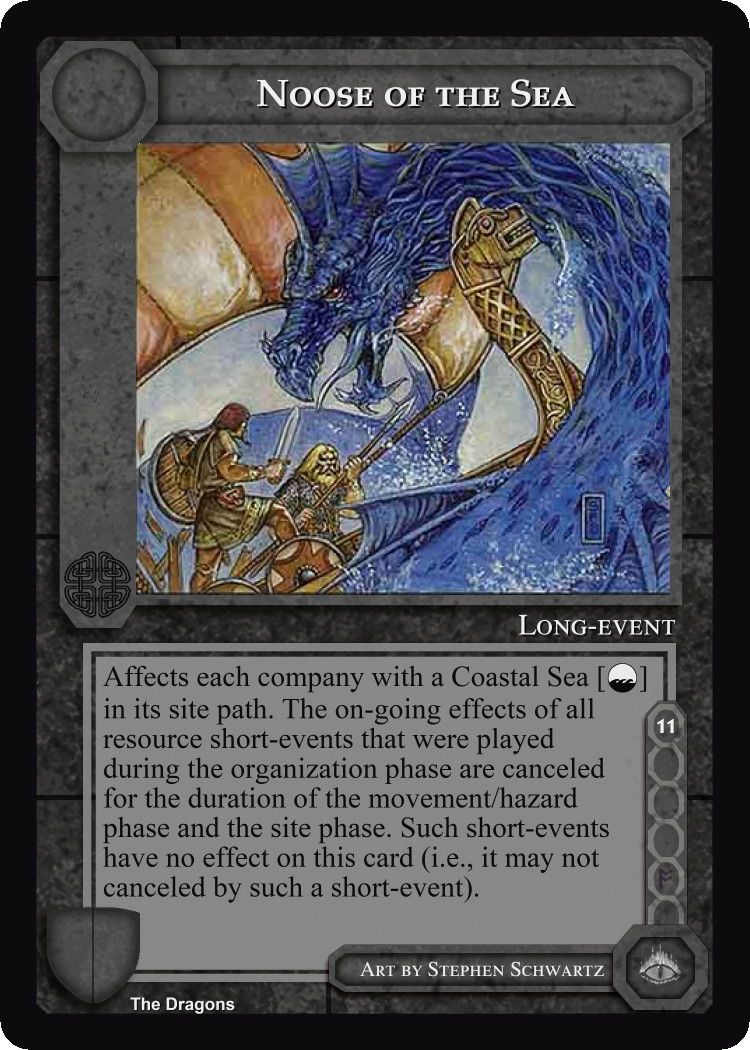 Noose of the Sea
Long-event
Affects each company with a Coastal Sea [ ]
in its site path. The on-going effects of all
resource short-events that were played
during the organization phase are canceled
for the duration of the movement/hazard
phase and the site phase. Such short-events
have no effect on this card (i.e., it may not
canceled by such a short-event).
11
Art by Stephen Schwartz
The Dragons